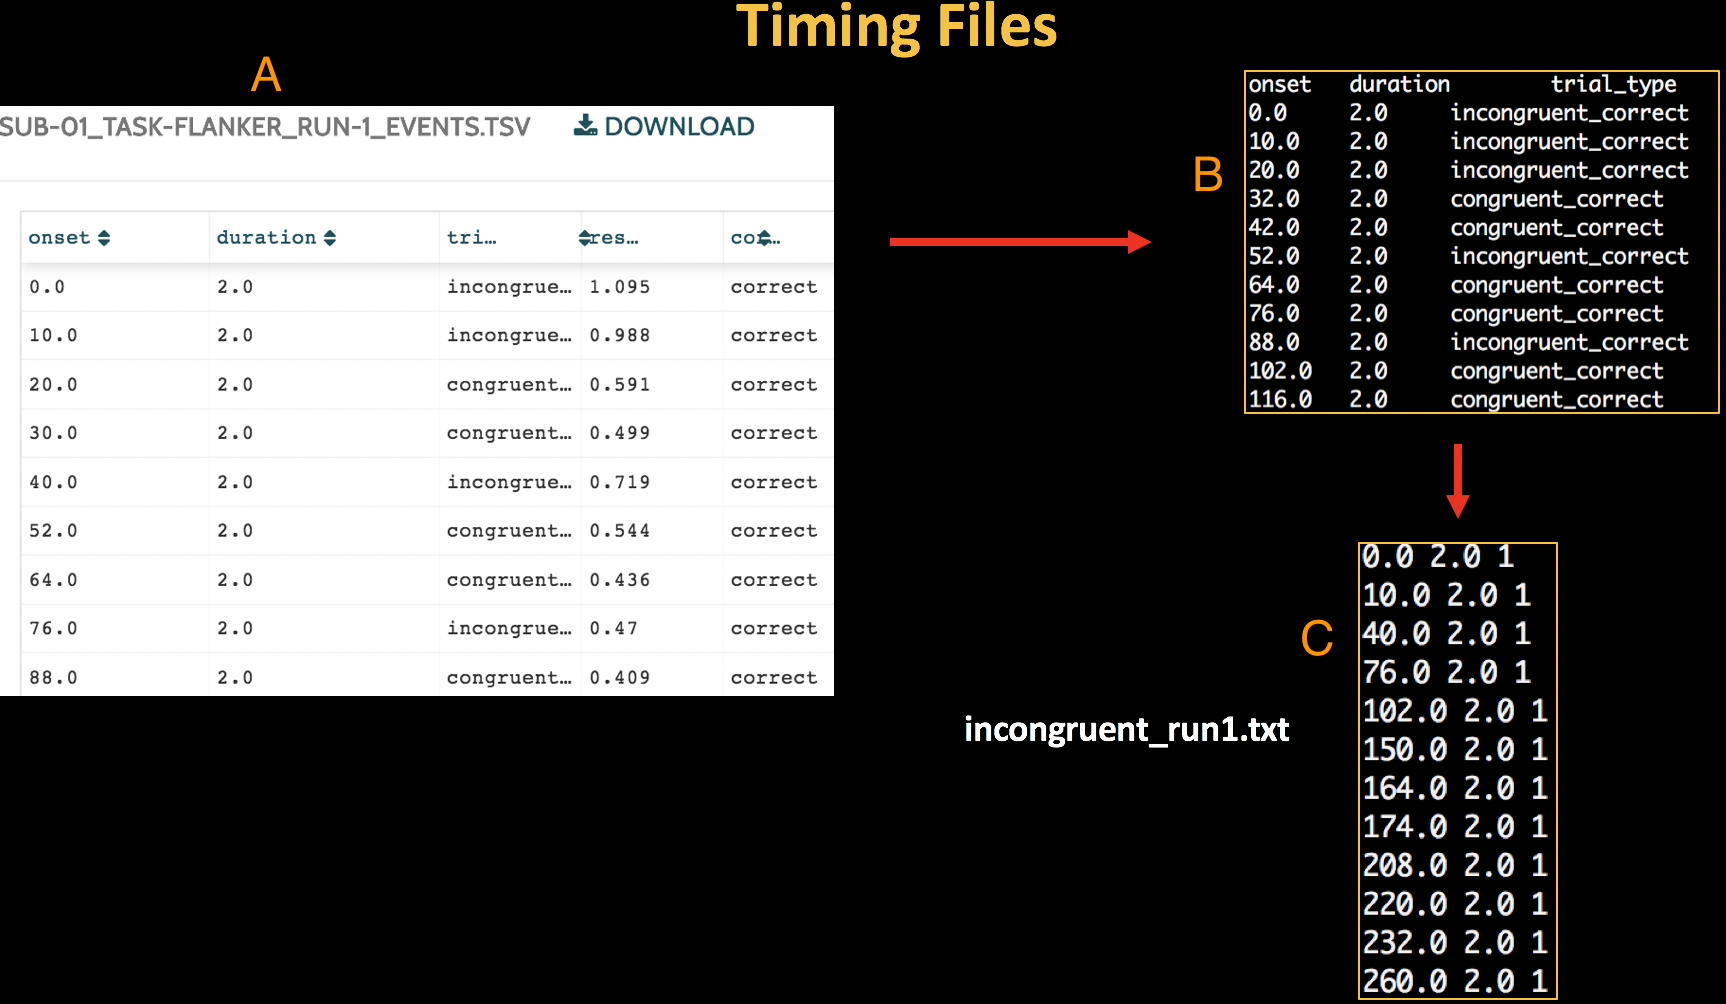 Timing Files
A
SUB-01_TASK-FLANKER_RUN-1_EVENTS.TSV DOWNLOAD
onset duration tri... res... cor...
0.0 2.0 incongrue... 1.095 correct
10.0 2.0 incongrue... 0.988 correct
20.0 2.0 congruent... 0.591 correct
30.0 2.0 congruent... 0.499 correct
40.0 2.0 incongrue... 0.719 correct
52.0 2.0 congruent... 0.544 correct
64.0 2.0 congruent... 0.436 correct
76.0 2.0 incongrue... 0.47 correct
88.0 2.0 congruent... 0.409 correct
B
onset duration trial_type
0.0 2.0 incongruent_correct
10.0 2.0 incongruent_correct
20.0 2.0 incongruent_correct
32.0 2.0 congruent_correct
42.0 2.0 congruent_correct
52.0 2.0 incongruent_correct
64.0 2.0 congruent_correct
76.0 2.0 congruent_correct
88.0 2.0 incongruent_correct
102.0 2.0 congruent_correct
116.0 2.0 congruent_correct
C
incongruent_run1.txt
0.0 2.0 1
10.0 2.0 1
40.0 2.0 1
76.0 2.0 1
102.0 2.0 1
150.0 2.0 1
164.0 2.0 1
174.0 2.0 1
208.0 2.0 1
220.0 2.0 1
232.0 2.0 1
260.0 2.0 1